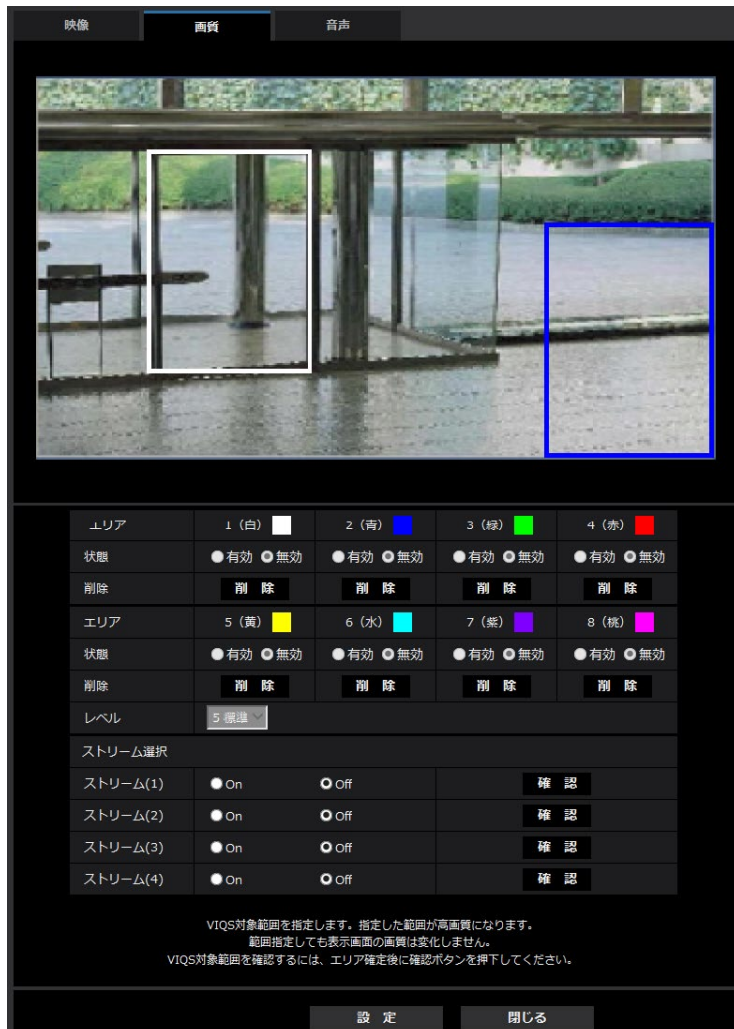 映像 画質 音声
エリア 1（白） 2（青） 3（緑） 4（赤）
状態 有効 無効 有効 無効 有効 無効 有効 無効
削除 削 除 削 除 削 除 削 除
エリア 5（黄） 6（水） 7（紫） 8（桃）
状態 有効 無効 有効 無効 有効 無効 有効 無効
削除 削 除 削 除 削 除 削 除
レベル 5 標準
ストリーム選択
ストリーム(1) On Off 確 認
ストリーム(2) On Off 確 認
ストリーム(3) On Off 確 認
ストリーム(4) On Off 確 認
VIQS対象範囲を指定します。指定した範囲が高画質になります。
範囲指定しても表示画面の画質は変化しません。
VIQS対象範囲を確認するには、エリア確定後に確認ボタンを押下してください。
設 定 閉じる